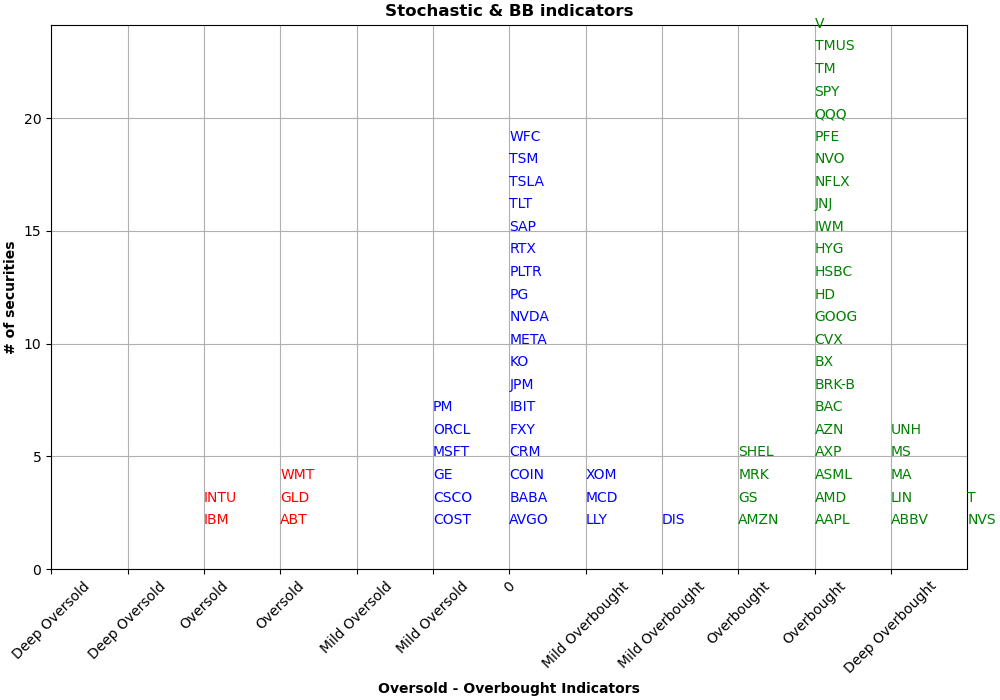 Stochastic & BB indicators
# of securities
20
15
10
5
0
INTU
IBM
WMT
GLD
ABT
PM
ORCL
MSFT
GE
CSCO
COST
WFC
TSM
TSLA
TLT
SAP
RTX
PLTR
PG
NVDA
META
KO
JPM
IBIT
FXY
CRM
COIN
BABA
AVGO
XOM
MCD
LLY
DIS
SHEL
MRK
GS
AMZN
V
TMUS
TM
SPY
QQQ
PFE
NVO
NFLX
JNJ
IWM
HYG
HSBC
HD
GOOG
CVX
BX
BRK-B
BAC
AZN
AXP
ASML
AMD
AAPL
UNH
MS
MA
LIN
ABBV
T
NVS
Deep Oversold
Deep Oversold
Oversold
Oversold
Mild Oversold
Mild Oversold
0
Mild Overbought
Mild Overbought
Overbought
Overbought
Deep Overbought
Oversold - Overbought Indicators